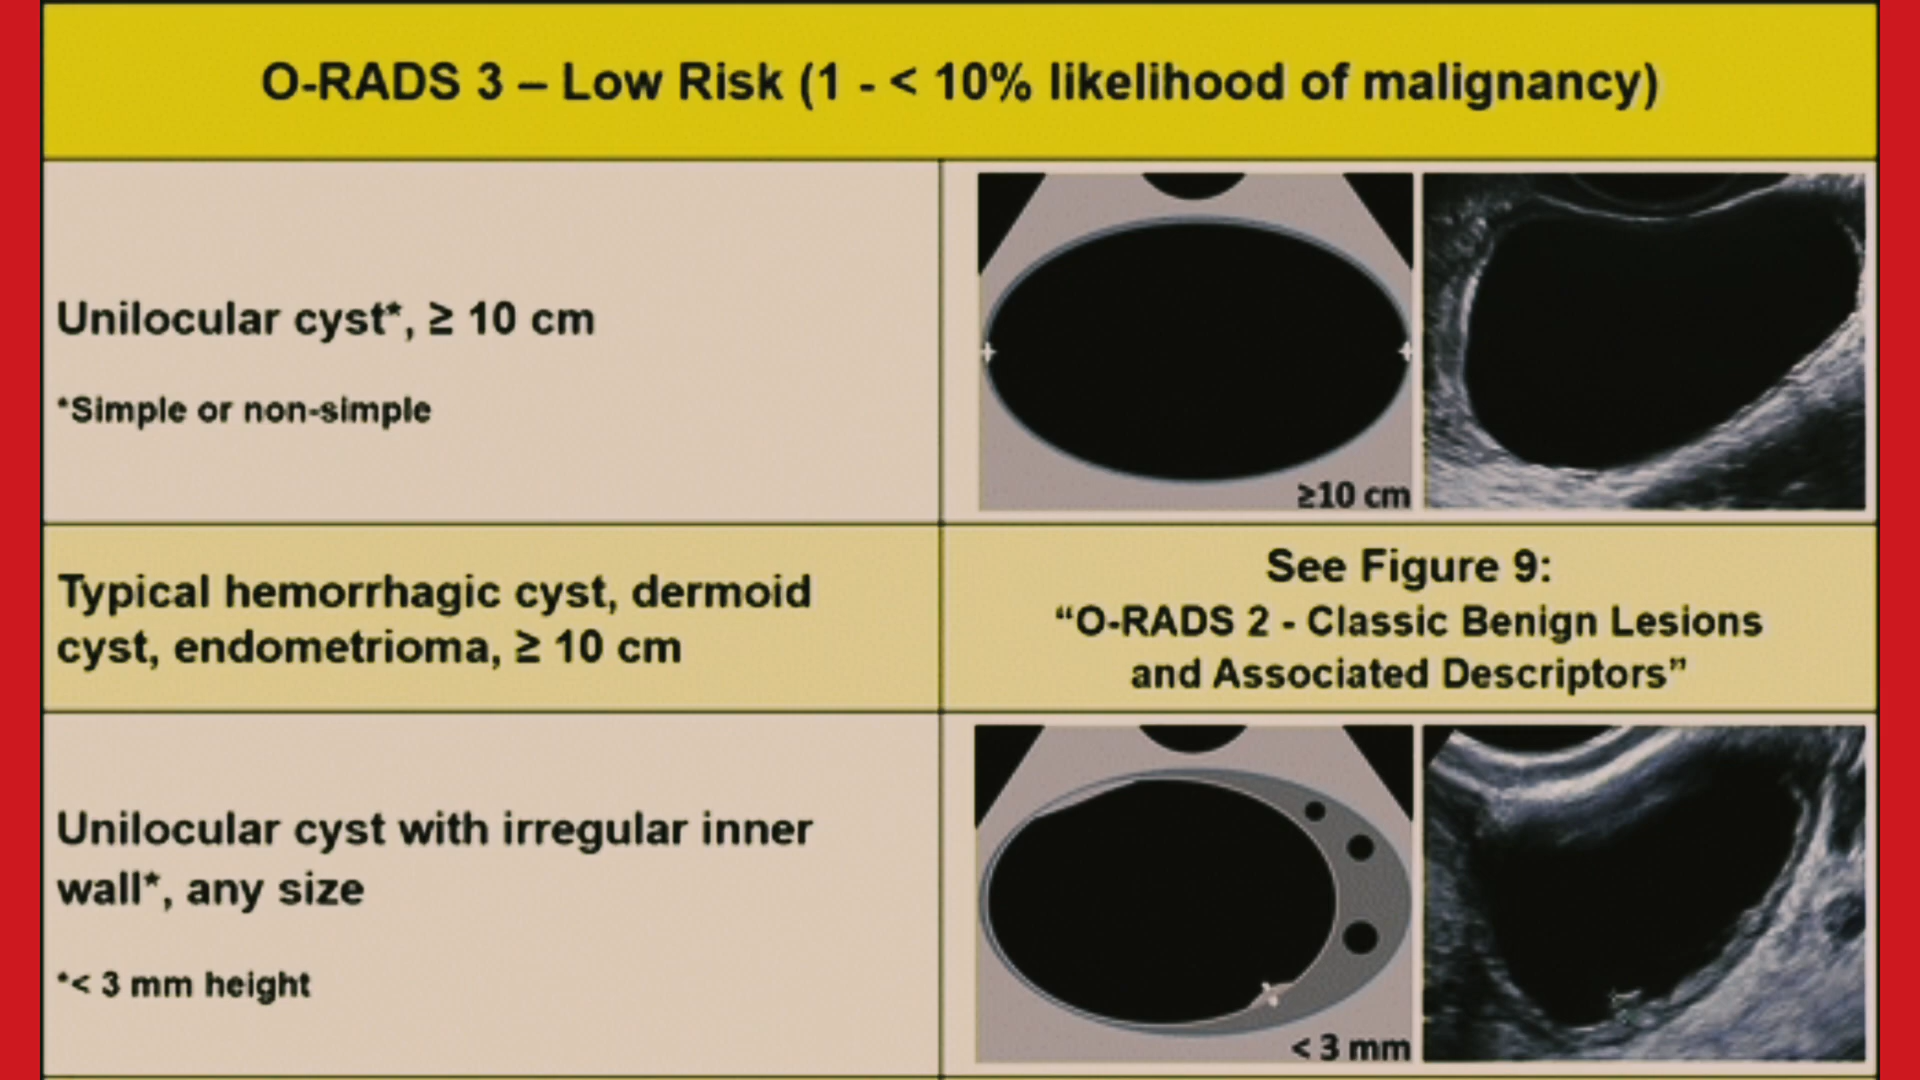 O-RADS 3 – Low Risk (1 - < 10% likelihood of malignancy)
Unilocular cyst*, ≥ 10 cm
*Simple or non-simple
≥10 cm
Typical hemorrhagic cyst, dermoid
cyst, endometrioma, ≥ 10 cm
See Figure 9:
“O-RADS 2 - Classic Benign Lesions
and Associated Descriptors”
Unilocular cyst with irregular inner
wall*, any size
*< 3 mm height
< 3 mm